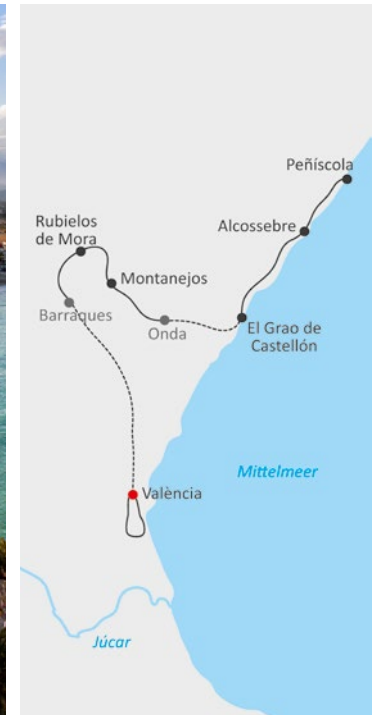 Peñíscola
Alcossebre
Rubielos
de Mora
Montanejos
Barraques
Onda
El Grao de
Castellón
Mittelmeer
València
Júcar